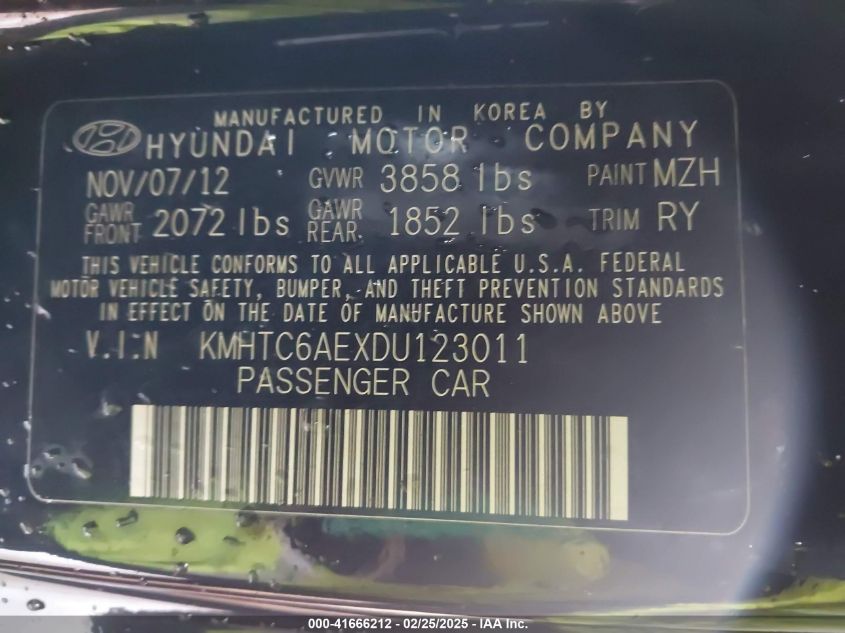 MANUFACTURED IN KOREA BY
HYUNDAI MOTOR COMPANY
NOV/07/12 GVWR 3858 lbs PAINT MZH
GAWR FRONT 2072 lbs GAWR REAR. 1852 lbs TRIM RY
THIS VEHICLE CONFORMS TO ALL APPLICABLE U.S.A. FEDERAL
MOTOR VEHICLE SAFETY, BUMPER, AND THEFT PREVENTION STANDARDS
IN EFFECT ON THE DATE OF MANUFACTURE SHOWN ABOVE
V.I.N KMHTC6AEXDU123011
PASSENGER CAR
000-41666212 - 02/25/2025 - IAA Inc.